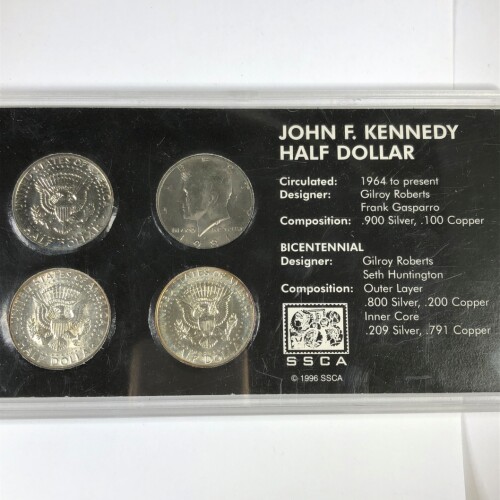 JOHN F. KENNEDY
HALF DOLLAR
Circulated: 1964 to present
Designer: Gilroy Roberts
Frank Gasparro
Composition: .900 Silver, .100 Copper
BICENTENNIAL
Designer: Gilroy Roberts
Seth Huntington
Composition: Outer Layer
.800 Silver, .200 Copper
Inner Core
.209 Silver, .791 Copper
SSCA
© 1996 SSCA